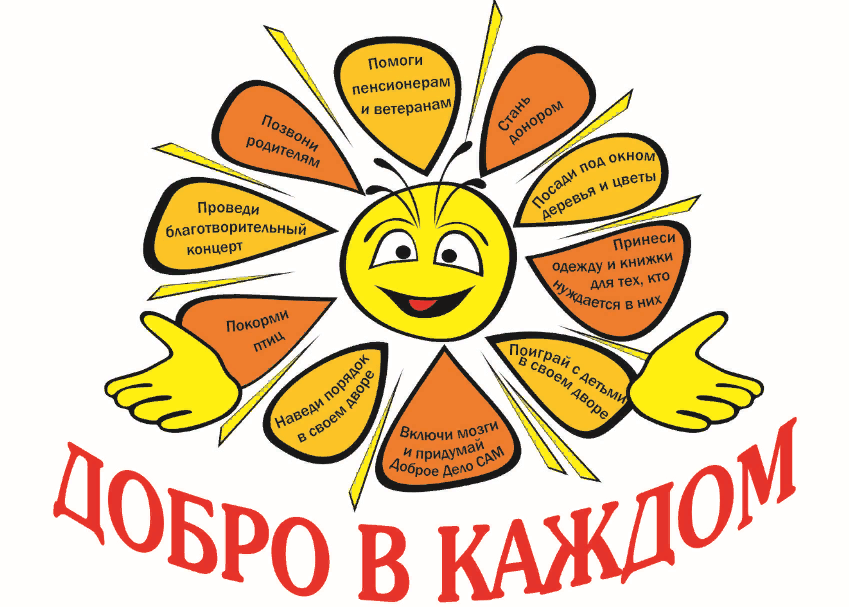 Помоги
пенсионерам
и ветеранам
Стань
донором
Посади под окном
деревья и цветы
Принеси
одежду и книжки
для тех, кто
нуждается в них
Поиграй с детьми
в своем дворе
Включи мозги
и придумай
Доброе Дело САМ
Наведи порядок
в своем дворе
Покорми
птиц
Проведи
благотворительный
концерт
Позвони
родителям
ДОБРО В КАЖДОМ